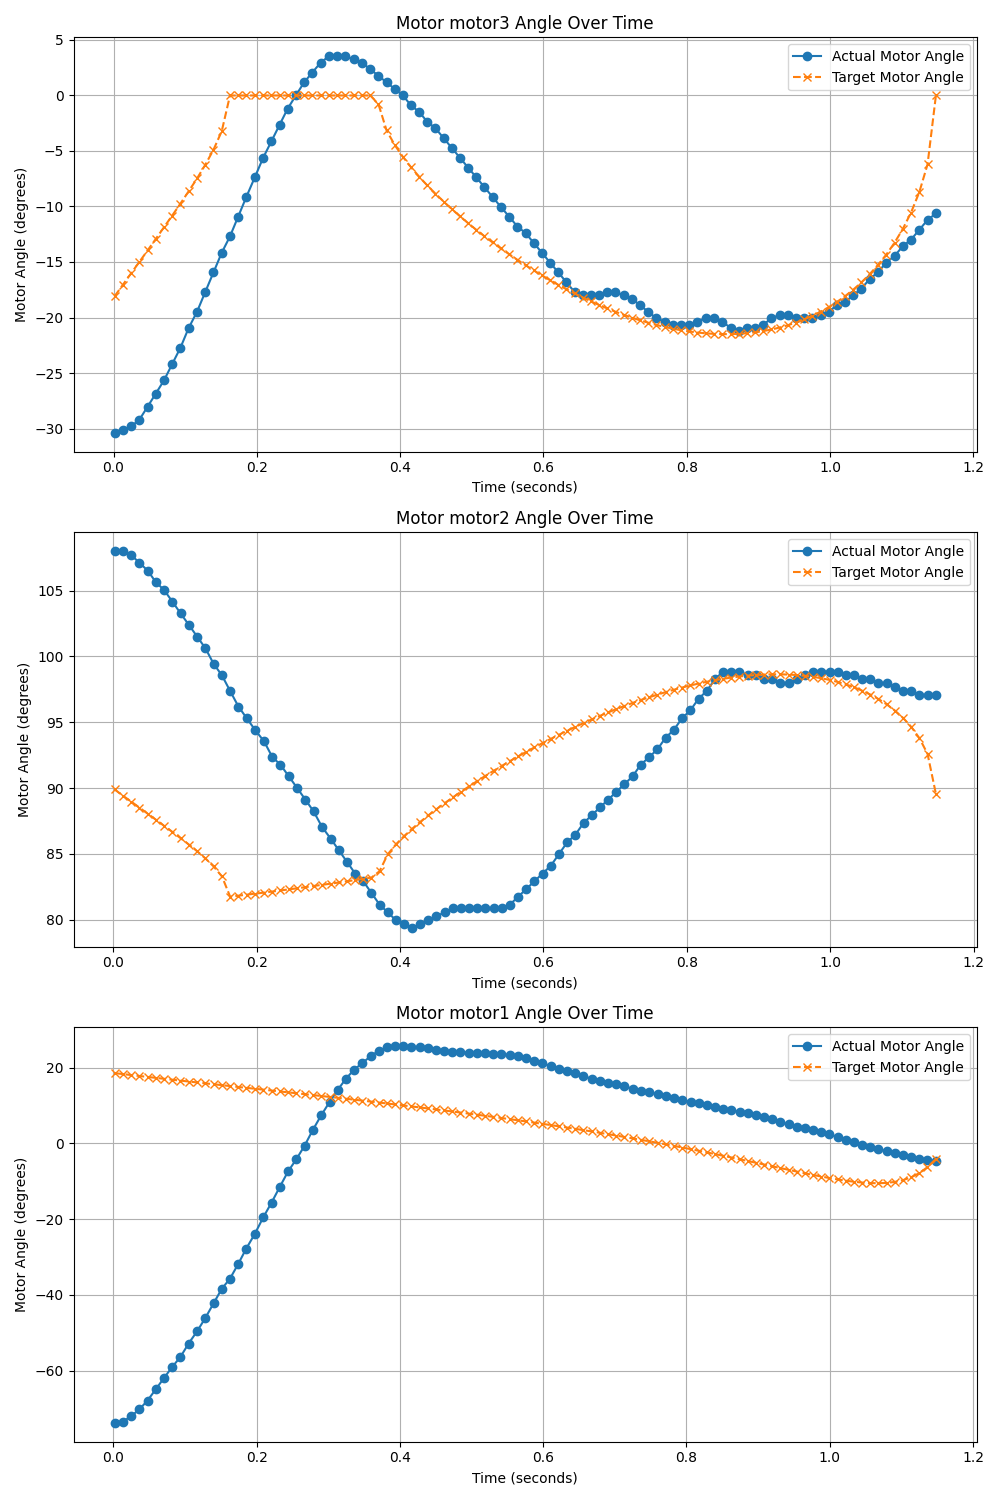 Motor motor3 Angle Over Time
Motor Angle (degrees)
5
0
−5
−10
−15
−20
−25
−30
Actual Motor Angle
Target Motor Angle
0.0 0.2 0.4 0.6 0.8 1.0 1.2
Time (seconds)
Motor motor2 Angle Over Time
Motor Angle (degrees)
105
100
95
90
85
80
Actual Motor Angle
Target Motor Angle
0.0 0.2 0.4 0.6 0.8 1.0 1.2
Time (seconds)
Motor motor1 Angle Over Time
Motor Angle (degrees)
20
0
−20
−40
−60
Actual Motor Angle
Target Motor Angle
0.0 0.2 0.4 0.6 0.8 1.0 1.2
Time (seconds)